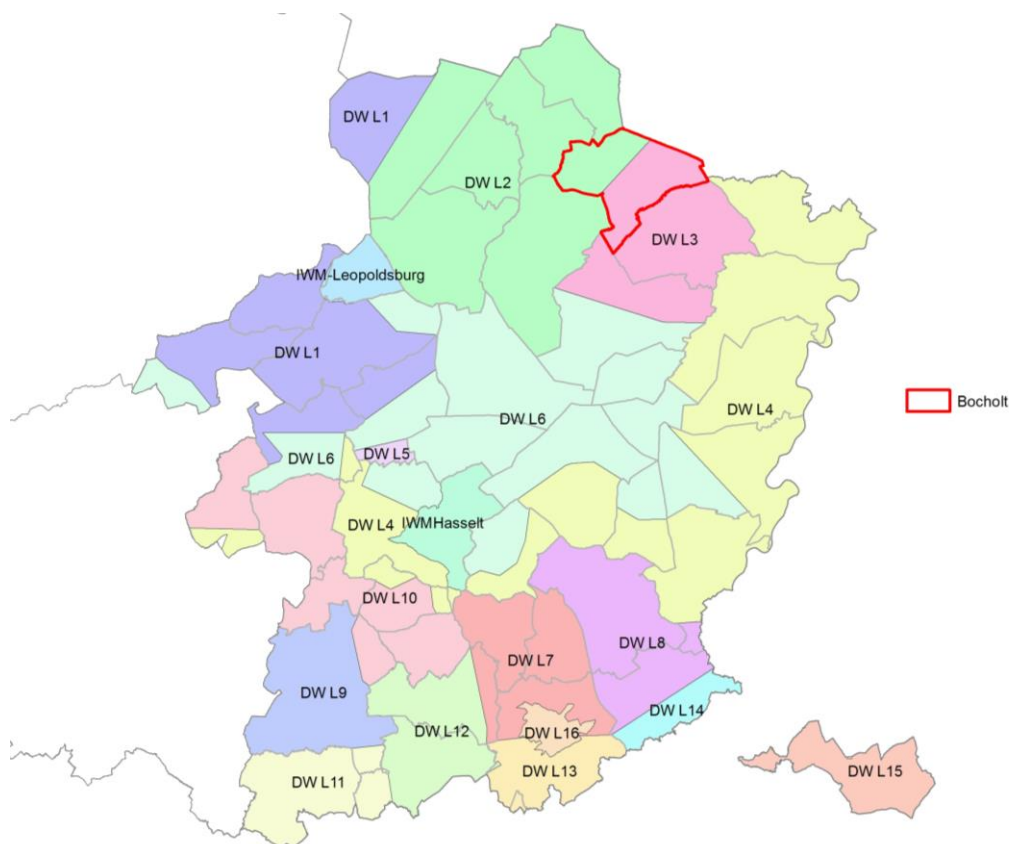 DW L1
DW L2
DW L3
IWM-Leopoldsburg
DW L1
DW L4
Bocholt
DW L6
DW L5
DW L6
DW L4
IWMHasselt
DW L10
DW L8
DW L7
DW L9
DW L14
DW L12
DW L16
DW L13
DW L15
DW L11